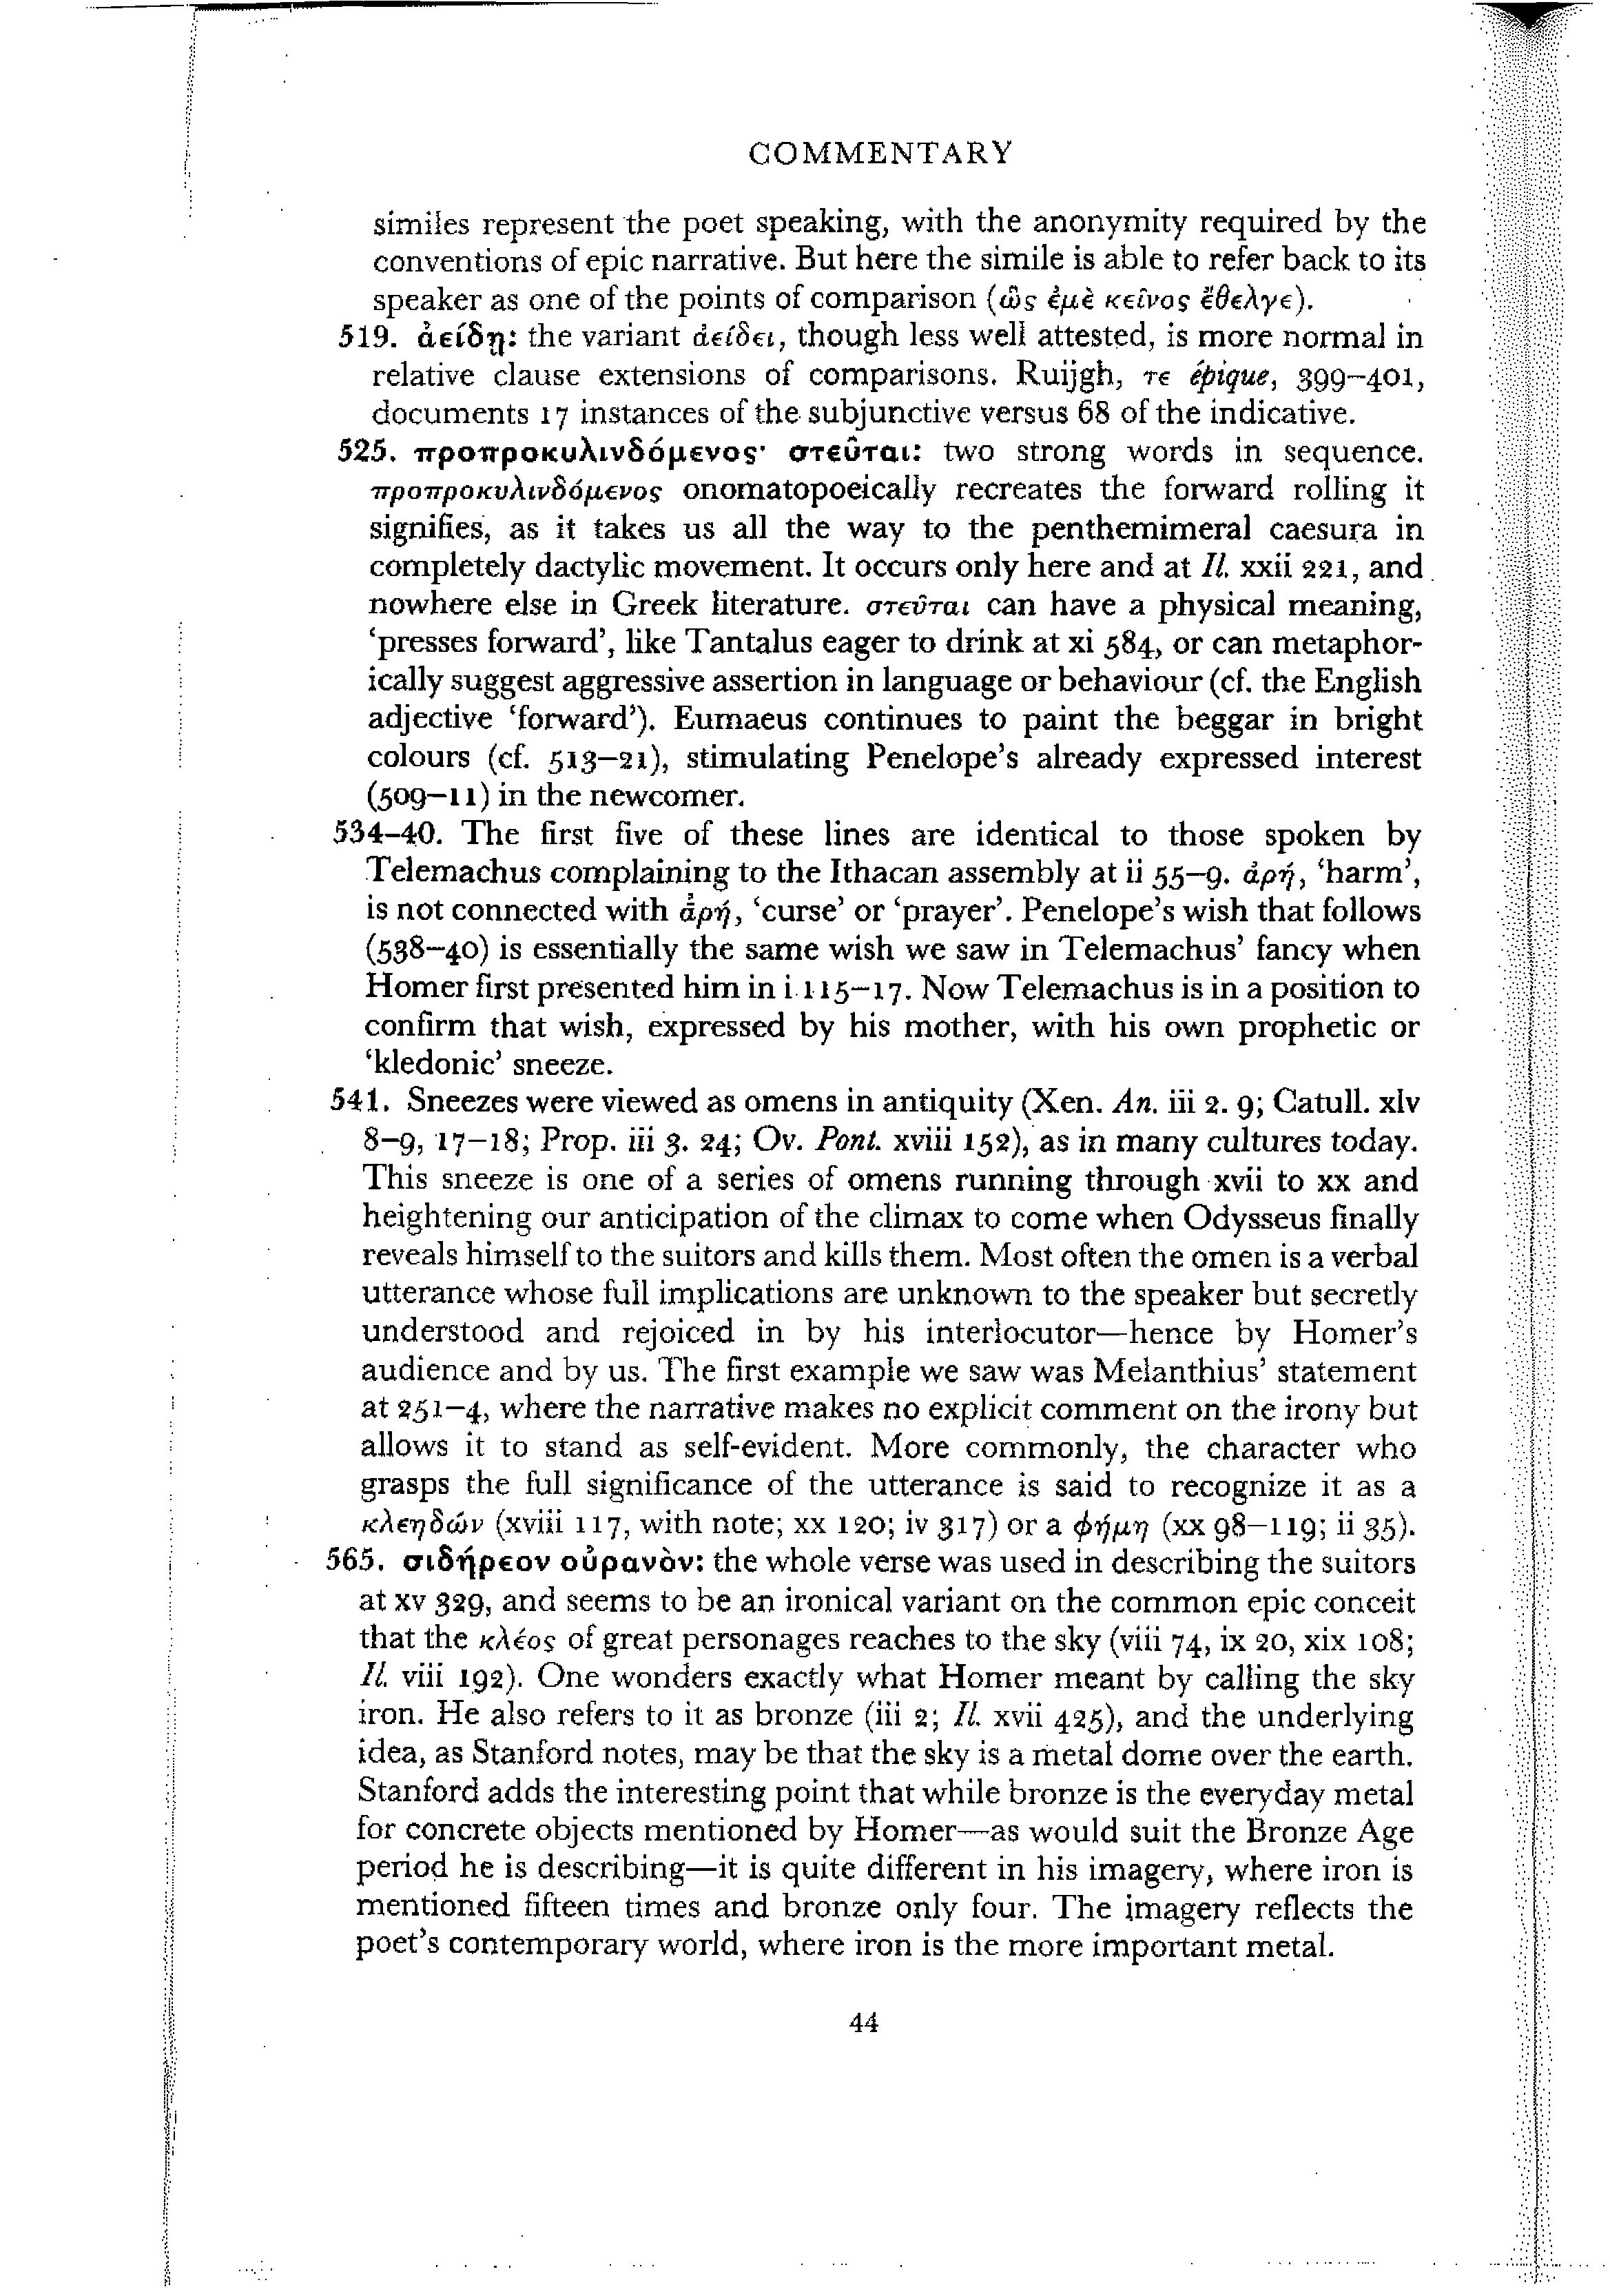 COMMENTARY
similes represent the poet speaking, with the anonymity required by the
conventions of epic narrative. But here the simile is able to refer back to its
speaker as one of the points of comparison (ὣς ἐμὲ κεῖνος ἔθελγε).
519. ἀείδῃ: the variant ἀείδει, though less well attested, is more normal in
relative clause extensions of comparisons. Ruijgh, τε épique, 399–401,
documents 17 instances of the subjunctive versus 68 of the indicative.
525. προπροκυλινδόμενος· στεῦται: two strong words in sequence.
προπροκυλινδόμενος onomatopoeically recreates the forward rolling it
signifies, as it takes us all the way to the penthemimeral caesura in
completely dactylic movement. It occurs only here and at Il. xxii 221, and
nowhere else in Greek literature. στεῦται can have a physical meaning,
‘presses forward’, like Tantalus eager to drink at xi 584, or can metaphor-
ically suggest aggressive assertion in language or behaviour (cf. the English
adjective ‘forward’). Eumaeus continues to paint the beggar in bright
colours (cf. 513–21), stimulating Penelope’s already expressed interest
(509–11) in the newcomer.
534–40. The first five of these lines are identical to those spoken by
Telemachus complaining to the Ithacan assembly at ii 55–9. ἀρή, ‘harm’,
is not connected with ἀ̄ρή, ‘curse’ or ‘prayer’. Penelope’s wish that follows
(538–40) is essentially the same wish we saw in Telemachus’ fancy when
Homer first presented him in i 115–17. Now Telemachus is in a position to
confirm that wish, expressed by his mother, with his own prophetic or
‘kledonic’ sneeze.
541. Sneezes were viewed as omens in antiquity (Xen. An. iii 2. 9; Catull. xlv
8–9, 17–18; Prop. iii 3. 24; Ov. Pont. xviii 152), as in many cultures today.
This sneeze is one of a series of omens running through xvii to xx and
heightening our anticipation of the climax to come when Odysseus finally
reveals himself to the suitors and kills them. Most often the omen is a verbal
utterance whose full implications are unknown to the speaker but secretly
understood and rejoiced in by his interlocutor—hence by Homer’s
audience and by us. The first example we saw was Melanthius’ statement
at 251–4, where the narrative makes no explicit comment on the irony but
allows it to stand as self-evident. More commonly, the character who
grasps the full significance of the utterance is said to recognize it as a
κλεηδών (xviii 117, with note; xx 120; iv 317) or a φήμη (xx 98–119; ii 35).
565. σιδήρεον οὐρανὸν: the whole verse was used in describing the suitors
at xv 329, and seems to be an ironical variant on the common epic conceit
that the κλέος of great personages reaches to the sky (viii 74, ix 20, xix 108;
Il. viii 192). One wonders exactly what Homer meant by calling the sky
iron. He also refers to it as bronze (iii 2; Il. xvii 425), and the underlying
idea, as Stanford notes, may be that the sky is a metal dome over the earth.
Stanford adds the interesting point that while bronze is the everyday metal
for concrete objects mentioned by Homer—as would suit the Bronze Age
period he is describing—it is quite different in his imagery, where iron is
mentioned fifteen times and bronze only four. The imagery reflects the
poet’s contemporary world, where iron is the more important metal.
44